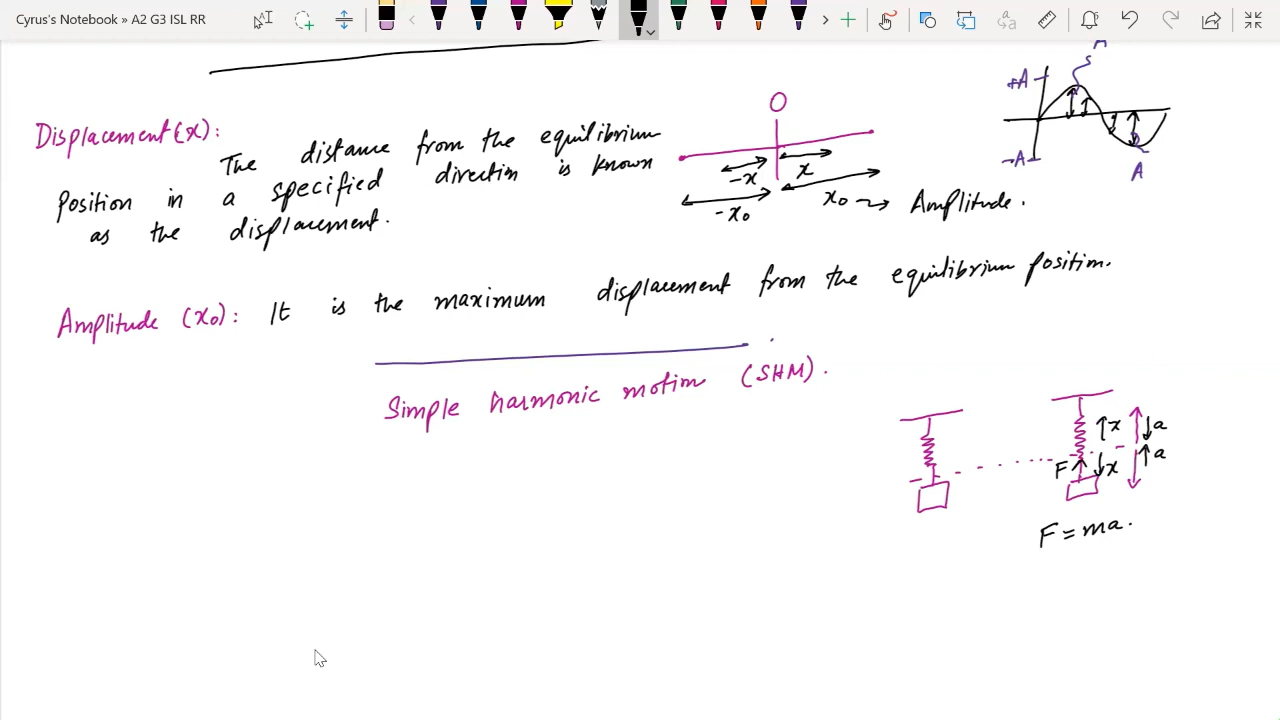 Cyrus's Notebook » A2 G3 ISL RR
A
+A
-A
A
Displacement (x):
The distance from the equilibrium
position in a specified direction is known
as the displacement.
O
-x x
-x₀ x₀ → Amplitude.
Amplitude (x₀): It is the maximum displacement from the equilibrium position.
Simple harmonic motion (SHM).
x a
F x a
F = ma.